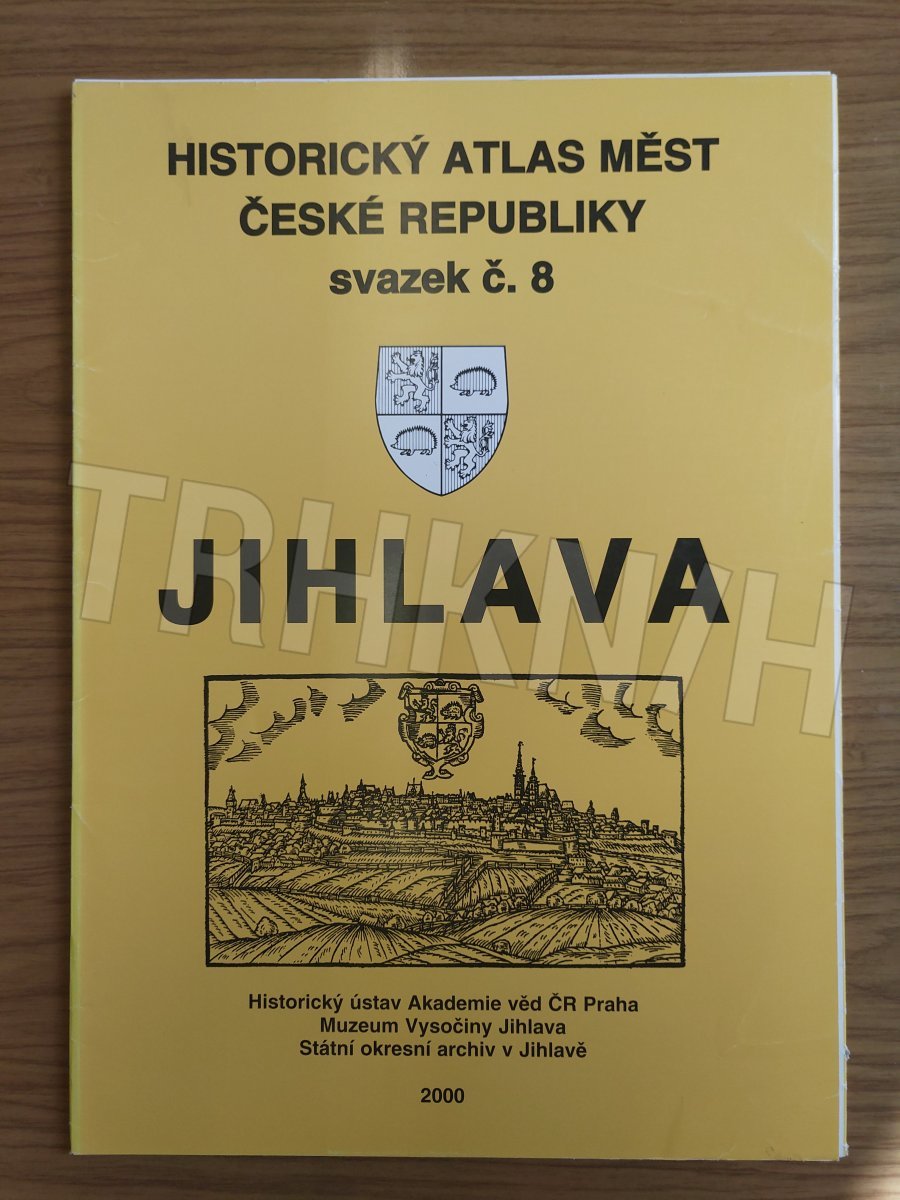 HISTORICKÝ ATLAS MĚST
ČESKÉ REPUBLIKY
svazek č. 8
JIHLAVA
TRHKNIH
Historický ústav Akademie věd ČR Praha
Muzeum Vysočiny Jihlava
Státní okresní archiv v Jihlavě
2000